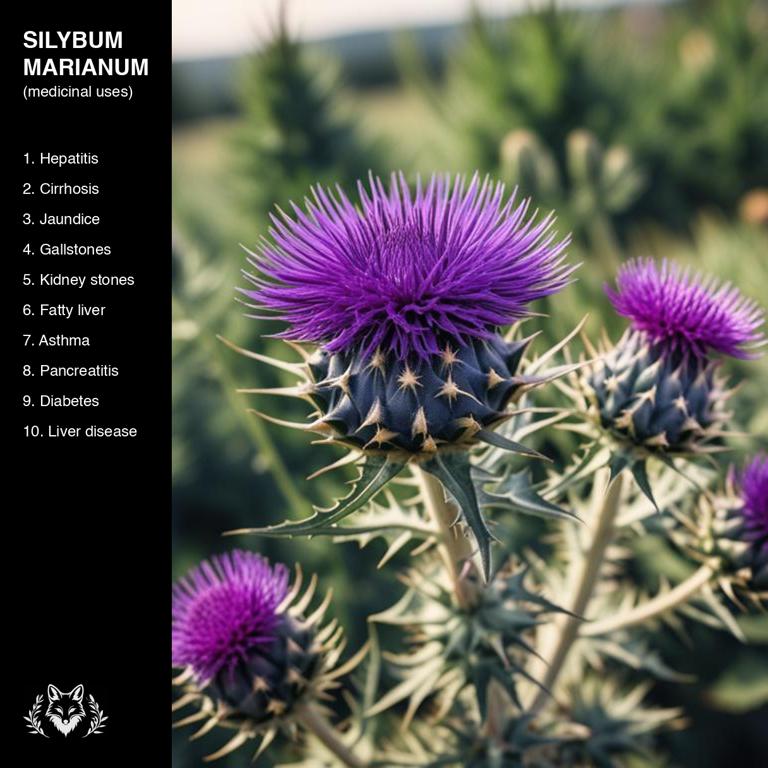 SILYBUM
MARIANUM
(medicinal uses)
1. Hepatitis
2. Cirrhosis
3. Jaundice
4. Gallstones
5. Kidney stones
6. Fatty liver
7. Asthma
8. Pancreatitis
9. Diabetes
10. Liver disease